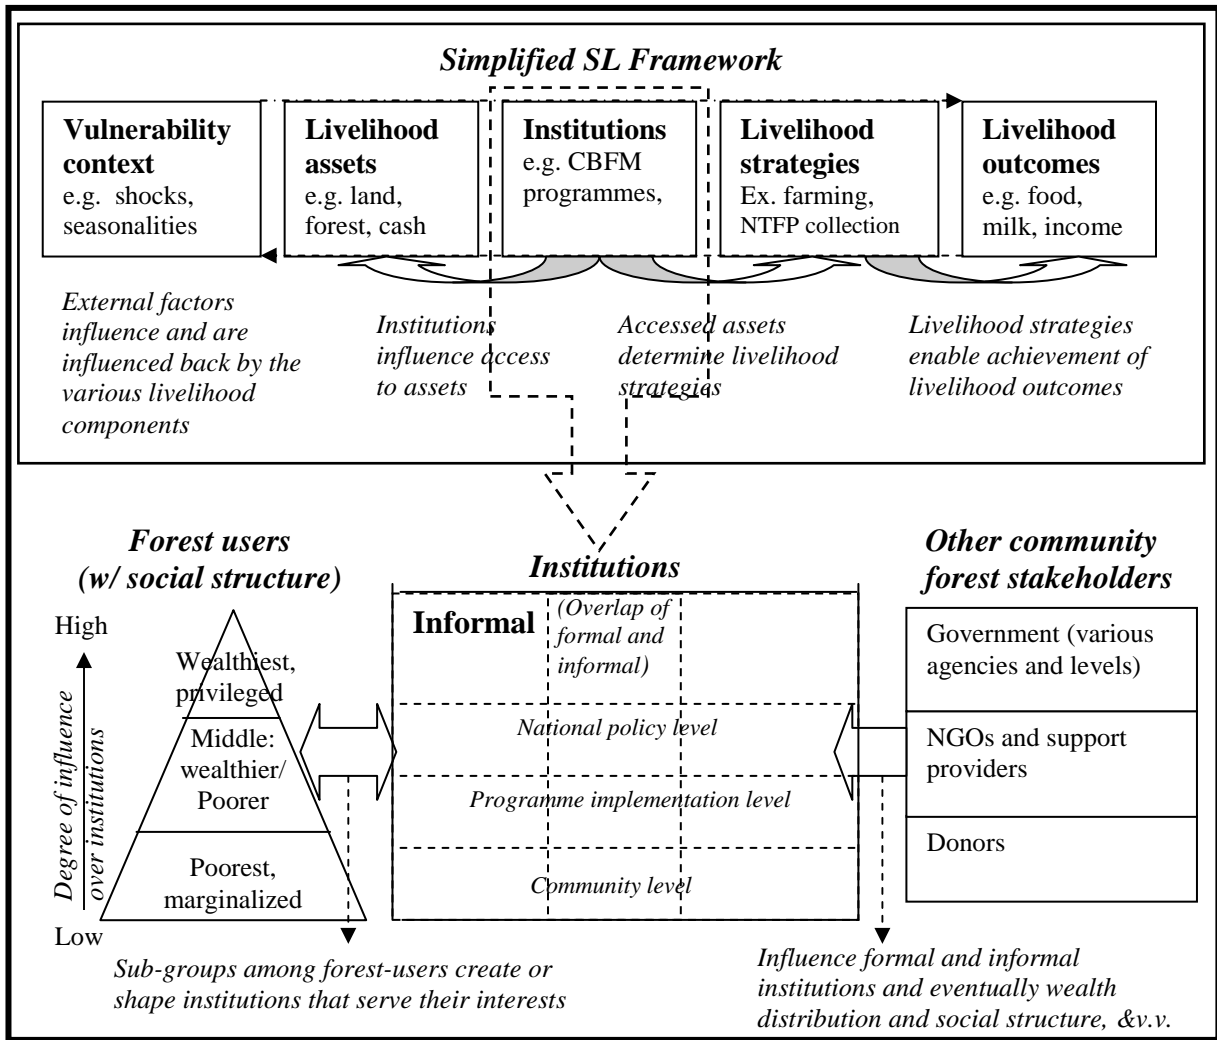 Simplified SL Framework
Vulnerability
context
e.g. shocks,
seasonalities
Livelihood
assets
e.g. land,
forest, cash
Institutions
e.g. CBFM
programmes,
Livelihood
strategies
Ex. farming,
NTFP collection
Livelihood
outcomes
e.g. food,
milk, income
External factors
influence and are
influenced back by the
various livelihood
components
Institutions
influence access
to assets
Accessed assets
determine livelihood
strategies
Livelihood strategies
enable achievement of
livelihood outcomes
Forest users
(w/ social structure)
High
Degree of influence
over institutions
Low
Wealthiest,
privileged
Middle:
wealthier/
Poorer
Poorest,
marginalized
Institutions
Informal
(Overlap of
formal and
informal)
National policy level
Programme implementation level
Community level
Other community
forest stakeholders
Government (various
agencies and levels)
NGOs and support
providers
Donors
Sub-groups among forest-users create or
shape institutions that serve their interests
Influence formal and informal
institutions and eventually wealth
distribution and social structure, &v.v.